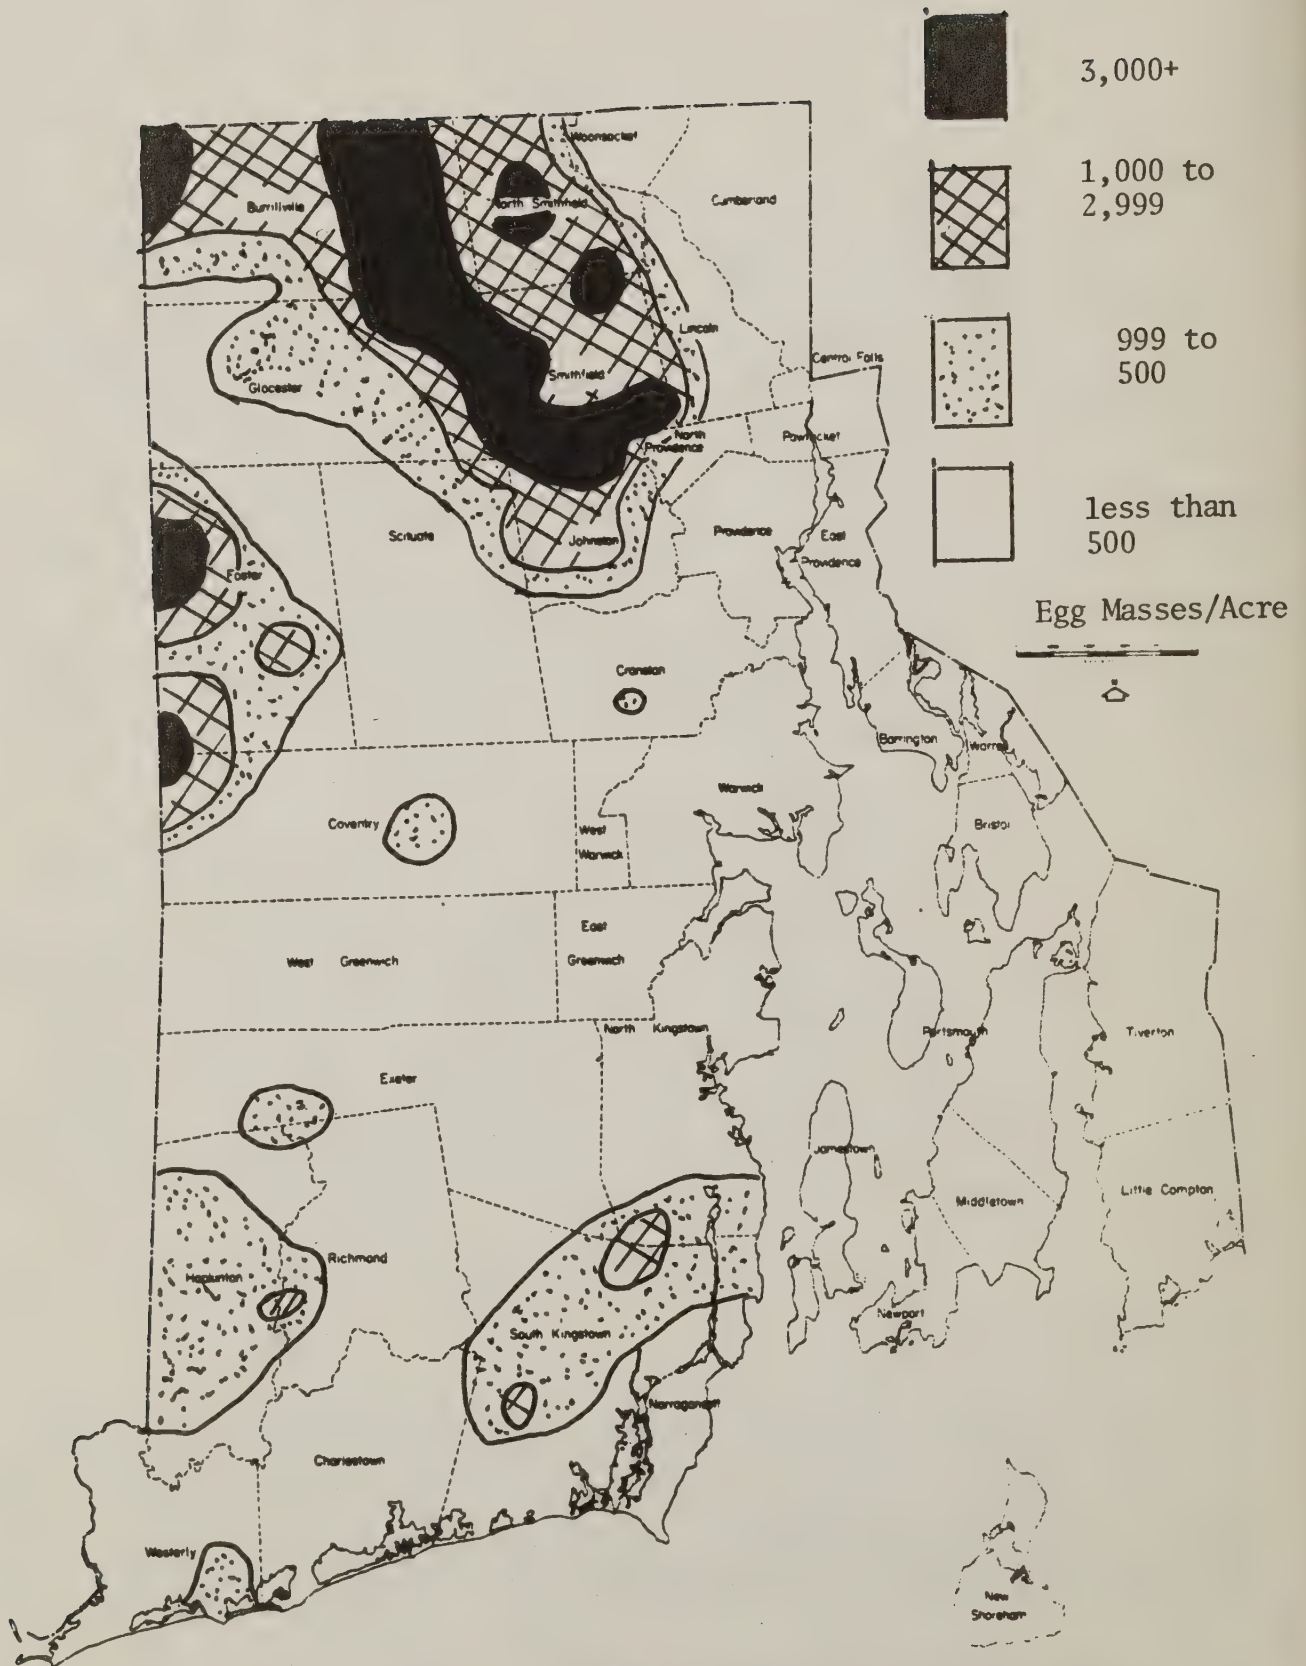 3,000+
1,000 to
2,999
999 to
500
less than
500
Egg Masses/Acre
Woonsocket
Burrillville
North Smithfield
Cumberland
Lincoln
Central Falls
Glocester
Smithfield
North
Providence
Pawtucket
Scituate
Johnston
Providence
East
Providence
Foster
Cranston
Barrington
Warren
Warwick
Coventry
West
Warwick
Bristol
East
Greenwich
West Greenwich
North Kingstown
Portsmouth
Tiverton
Exeter
Jamestown
Middletown
Little Compton
Richmond
Hopkinton
Newport
South Kingstown
Narragansett
Charlestown
Westerly
New
Shoreham